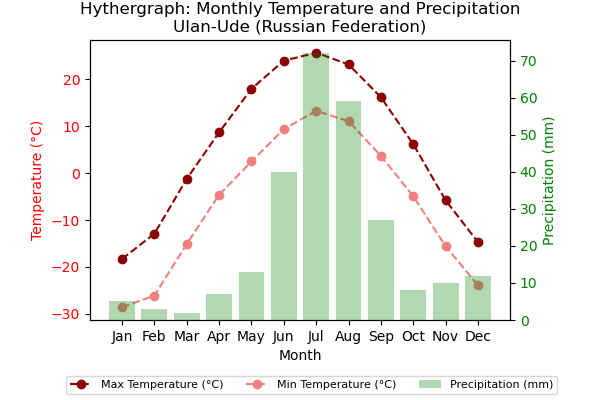 Hythergraph: Monthly Temperature and Precipitation
Ulan-Ude (Russian Federation)
Temperature (°C)
20
10
0
−10
−20
−30
Precipitation (mm)
70
60
50
40
30
20
10
0
Jan Feb Mar Apr May Jun Jul Aug Sep Oct Nov Dec
Month
Max Temperature (°C) Min Temperature (°C) Precipitation (mm)